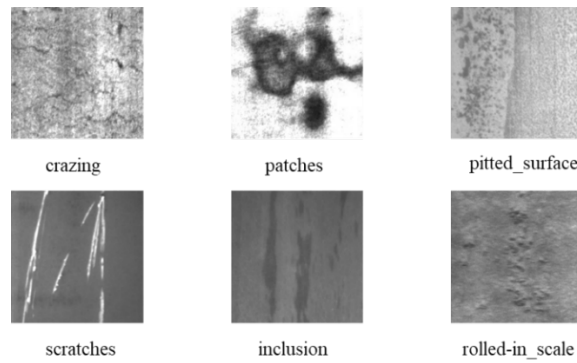 crazing
patches
pitted_surface
scratches
inclusion
rolled-in_scale